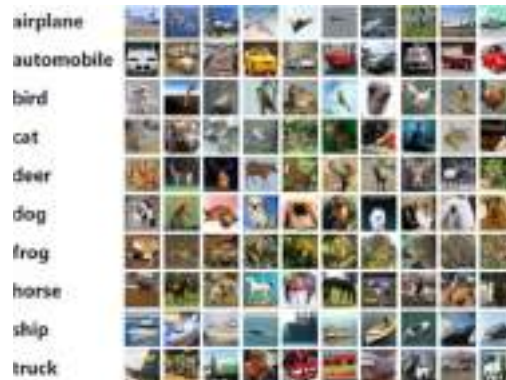 airplane
automobile
bird
cat
deer
dog
frog
horse
ship
truck